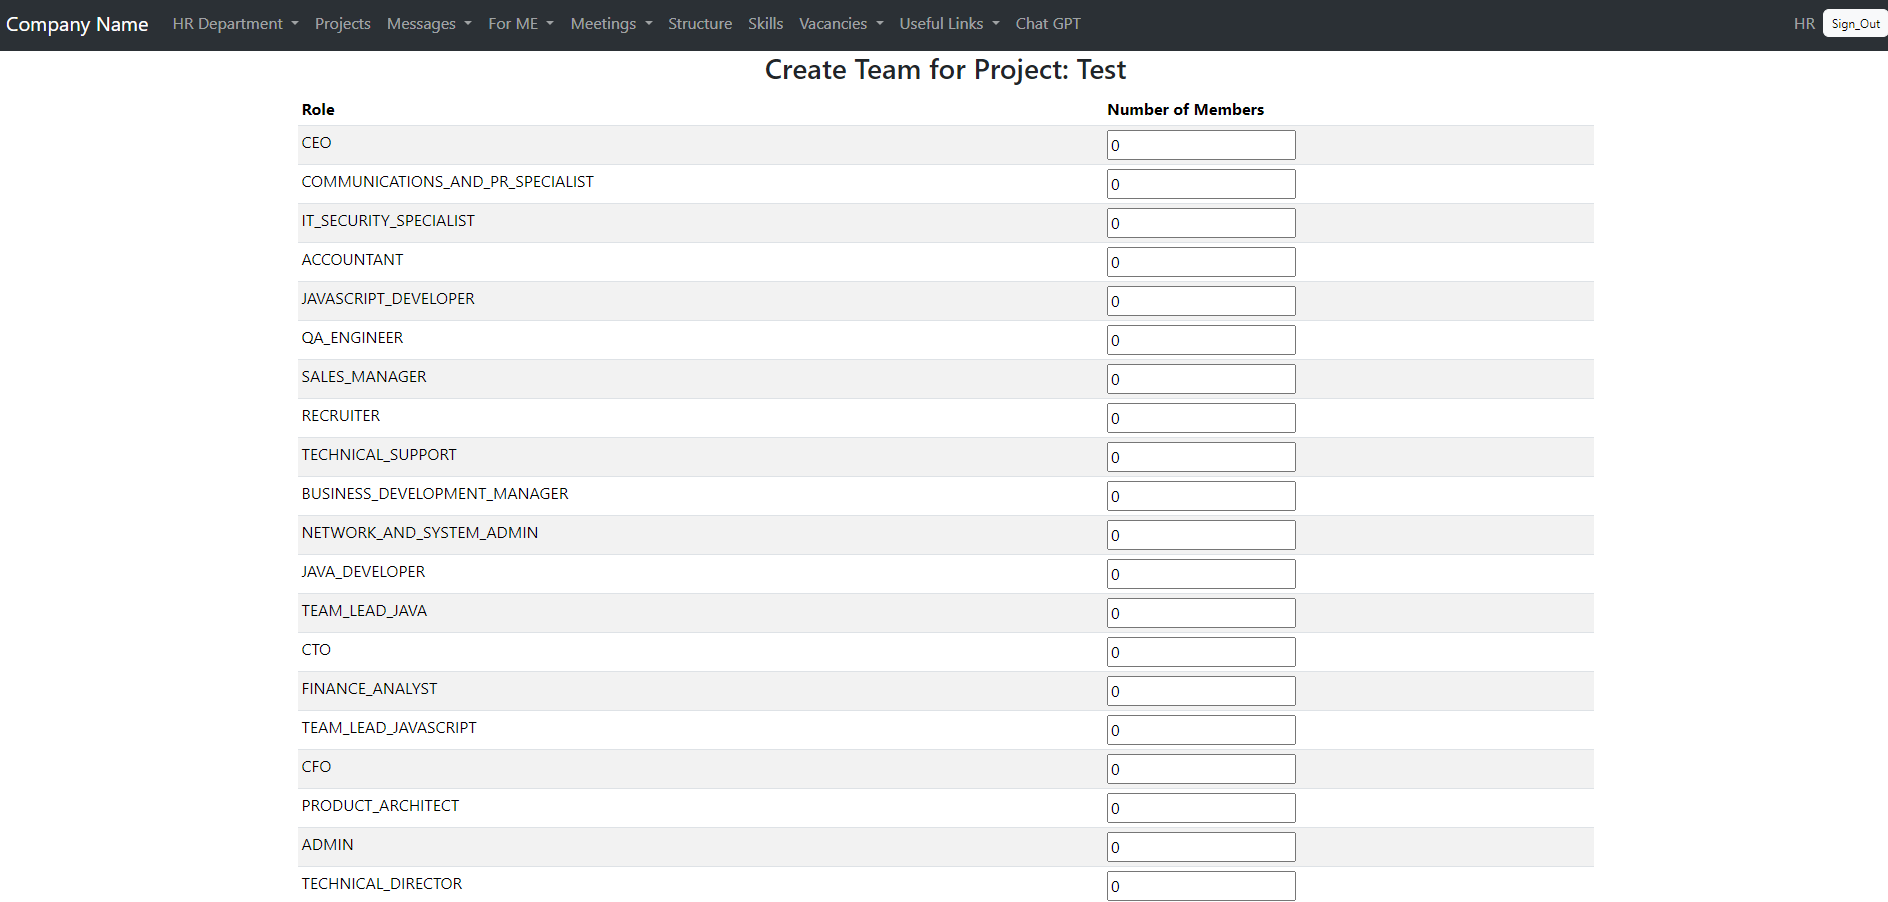 Company Name HR Department Projects Messages For ME Meetings Structure Skills Vacancies Useful Links Chat GPT HR Sign_Out
Create Team for Project: Test
Role Number of Members
CEO 0
COMMUNICATIONS_AND_PR_SPECIALIST 0
IT_SECURITY_SPECIALIST 0
ACCOUNTANT 0
JAVASCRIPT_DEVELOPER 0
QA_ENGINEER 0
SALES_MANAGER 0
RECRUITER 0
TECHNICAL_SUPPORT 0
BUSINESS_DEVELOPMENT_MANAGER 0
NETWORK_AND_SYSTEM_ADMIN 0
JAVA_DEVELOPER 0
TEAM_LEAD_JAVA 0
CTO 0
FINANCE_ANALYST 0
TEAM_LEAD_JAVASCRIPT 0
CFO 0
PRODUCT_ARCHITECT 0
ADMIN 0
TECHNICAL_DIRECTOR 0